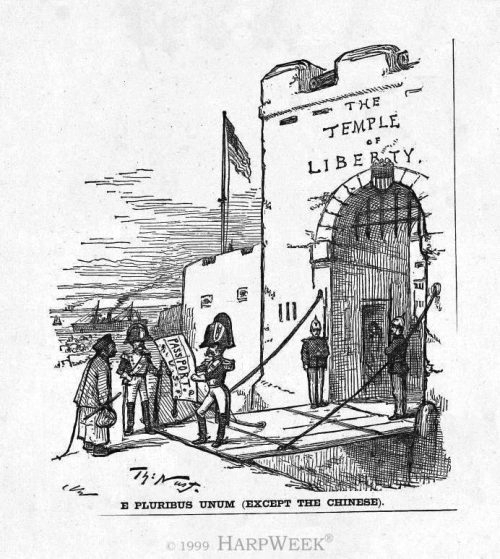 THE
TEMPLE
OF
LIBERTY.
PASSPORT.
U.S.
Th: Nast.
E PLURIBUS UNUM (EXCEPT THE CHINESE).
© 1999 HARPWEEK®